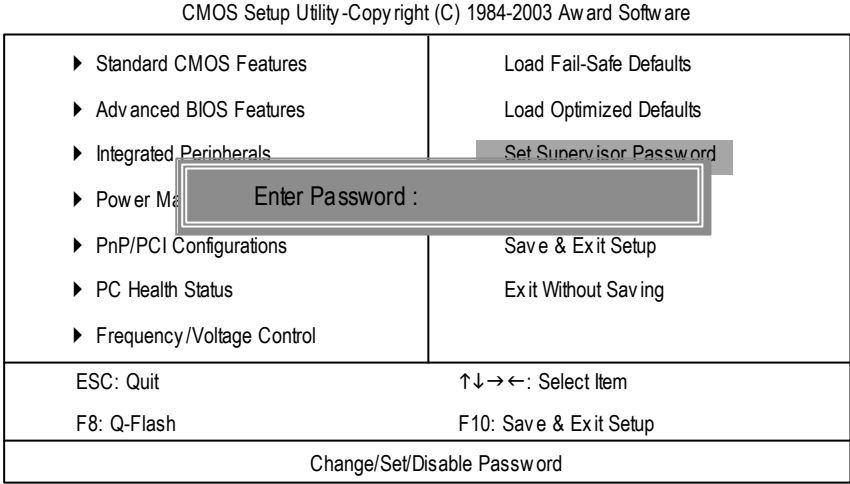 CMOS Setup Utility-Copyright (C) 1984-2003 Award Software
▶ Standard CMOS Features
▶ Advanced BIOS Features
▶ Integrated Peripherals
▶ Power Ma
▶ PnP/PCI Configurations
▶ PC Health Status
▶ Frequency/Voltage Control
Load Fail-Safe Defaults
Load Optimized Defaults
Set Supervisor Password
Save & Exit Setup
Exit Without Saving
Enter Password :
ESC: Quit
↑↓→←: Select Item
F8: Q-Flash
F10: Save & Exit Setup
Change/Set/Disable Password